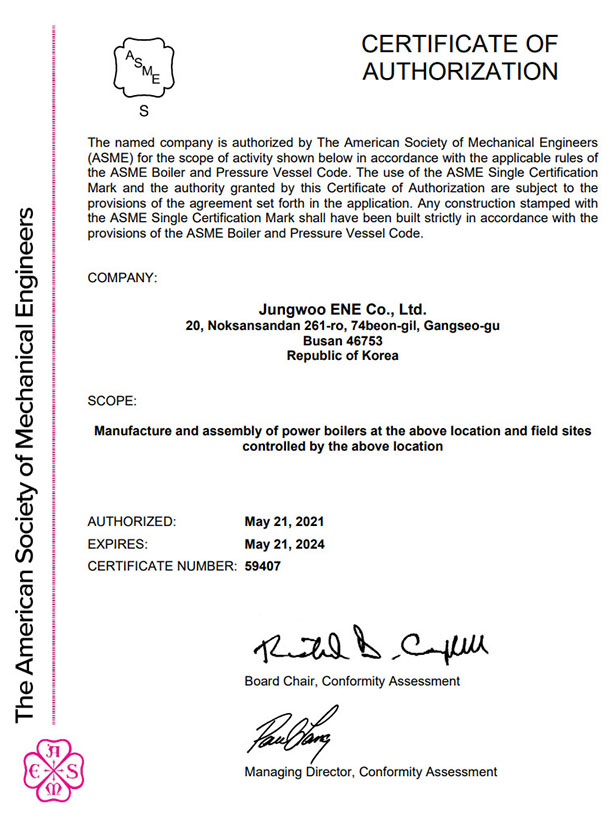 ASME
S
CERTIFICATE OF
AUTHORIZATION
The named company is authorized by The American Society of Mechanical Engineers
(ASME) for the scope of activity shown below in accordance with the applicable rules of
the ASME Boiler and Pressure Vessel Code. The use of the ASME Single Certification
Mark and the authority granted by this Certificate of Authorization are subject to the
provisions of the agreement set forth in the application. Any construction stamped with
the ASME Single Certification Mark shall have been built strictly in accordance with the
provisions of the ASME Boiler and Pressure Vessel Code.
COMPANY:
Jungwoo ENE Co., Ltd.
20, Noksansandan 261-ro, 74beon-gil, Gangseo-gu
Busan 46753
Republic of Korea
SCOPE:
Manufacture and assembly of power boilers at the above location and field sites
controlled by the above location
AUTHORIZED: May 21, 2021
EXPIRES: May 21, 2024
CERTIFICATE NUMBER: 59407
Board Chair, Conformity Assessment
Managing Director, Conformity Assessment
The American Society of Mechanical Engineers
ASME